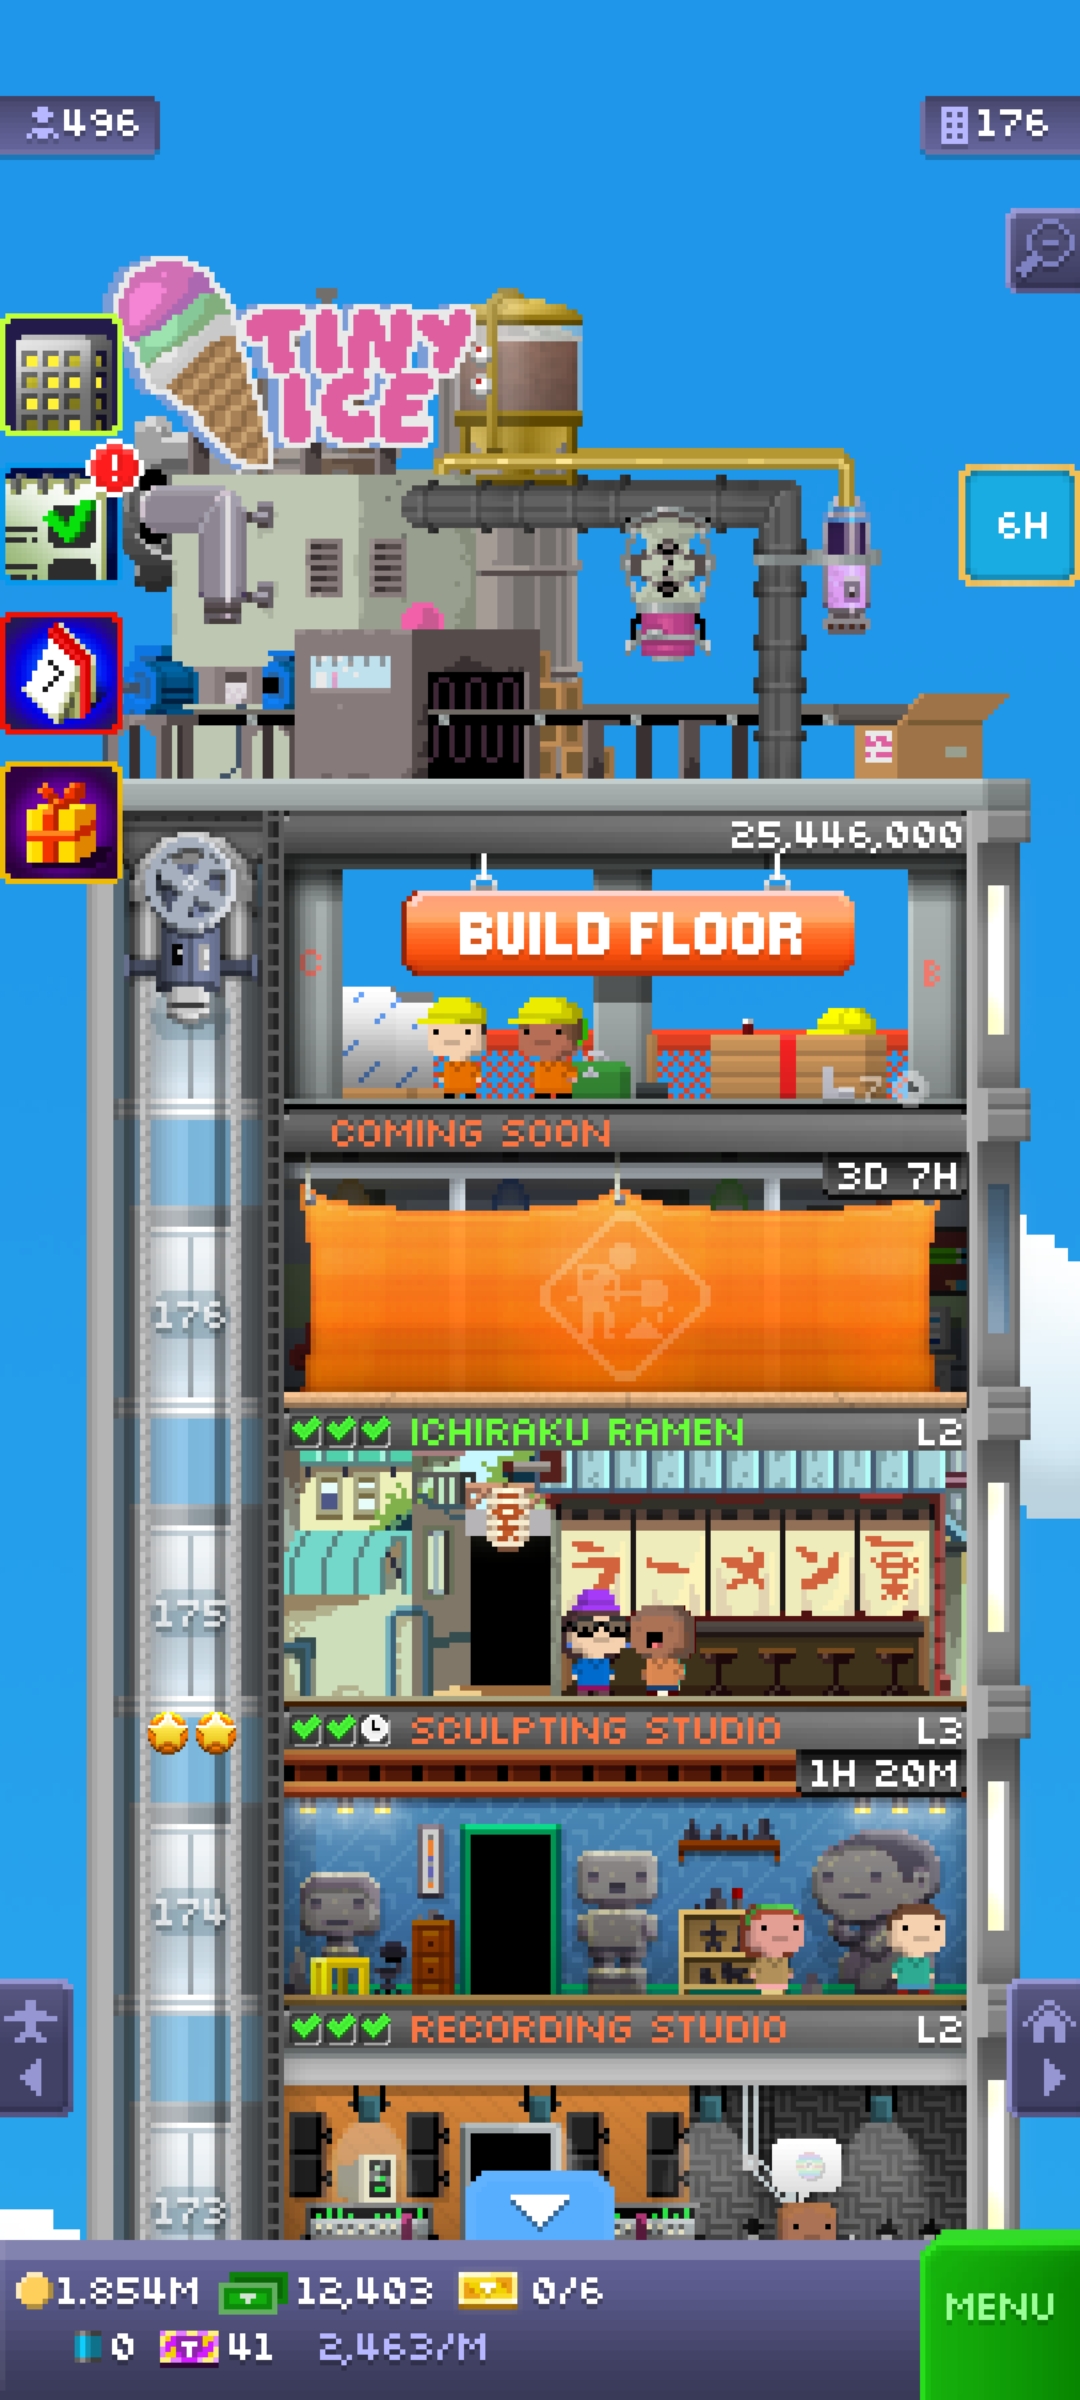 496
176
TINY
ICE
6H
25,446,000
BUILD FLOOR
C
B
L7
COMING SOON
3D 7H
176
ICHIRAKU RAMEN
L2
ラーメン
175
SCULPTING STUDIO
L3
1H 20M
174
RECORDING STUDIO
L2
173
1.854M
12,403
0/6
MENU
0
T
41
2,463/M